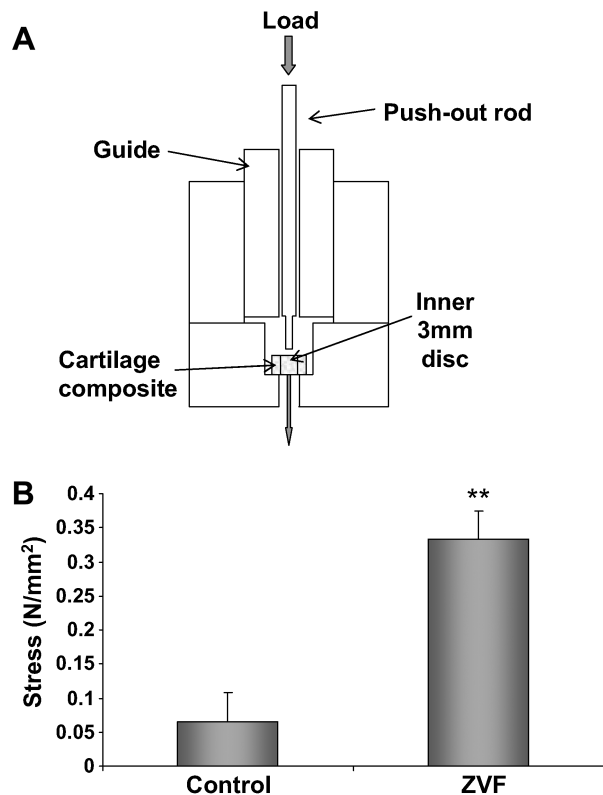 A
Load
Push-out rod
Guide
Inner
3mm
disc
Cartilage
composite
B
Stress (N/mm²)
0.4
0.35
0.3
0.25
0.2
0.15
0.1
0.05
0
**
Control
ZVF